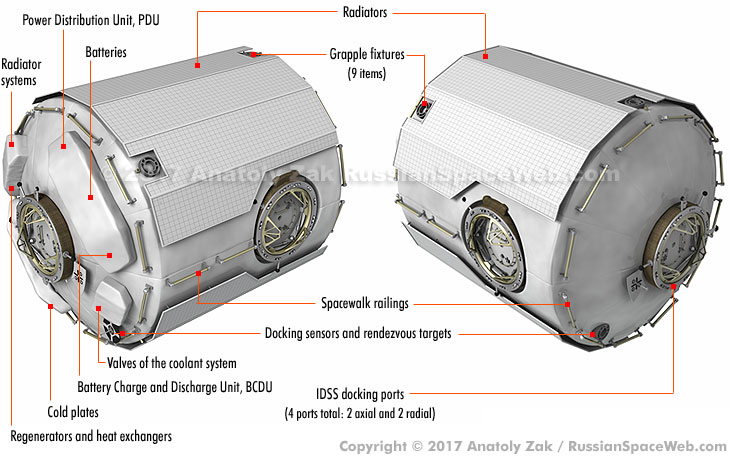 Power Distribution Unit, PDU
Radiators
Batteries
Grapple fixtures
(9 items)
Radiator
systems
© 2017 Anatoly Zak RussianSpaceWeb.com
Spacewalk railings
Docking sensors and rendezvous targets
Valves of the coolant system
Battery Charge and Discharge Unit, BCDU
IDSS docking ports
(4 ports total: 2 axial and 2 radial)
Cold plates
Regenerators and heat exchangers
Copyright © 2017 Anatoly Zak / RussianSpaceWeb.com